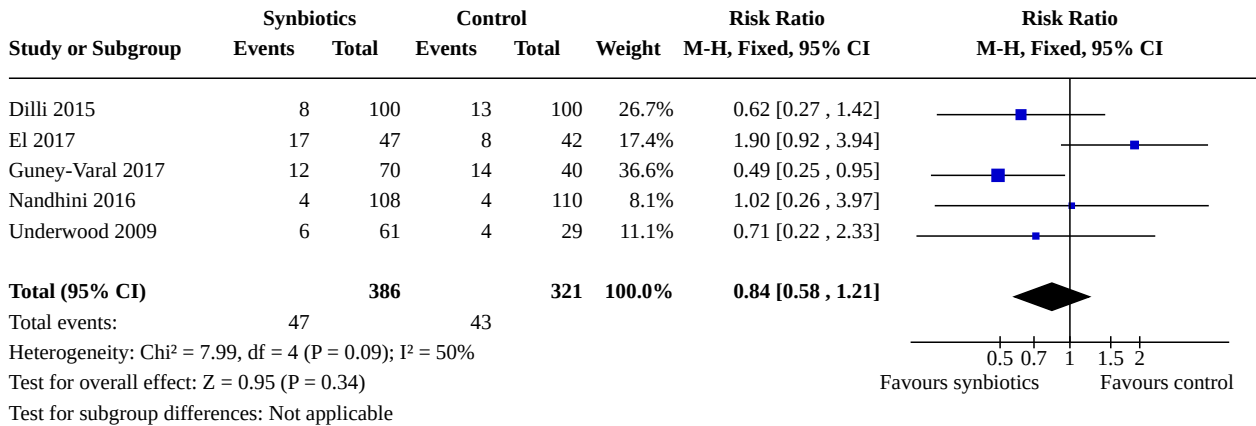 Synbiotics Control Risk Ratio Risk Ratio
Study or Subgroup Events Total Events Total Weight M-H, Fixed, 95% CI M-H, Fixed, 95% CI
Dilli 2015 8 100 13 100 26.7% 0.62 [0.27 , 1.42]
El 2017 17 47 8 42 17.4% 1.90 [0.92 , 3.94]
Guney-Varal 2017 12 70 14 40 36.6% 0.49 [0.25 , 0.95]
Nandhini 2016 4 108 4 110 8.1% 1.02 [0.26 , 3.97]
Underwood 2009 6 61 4 29 11.1% 0.71 [0.22 , 2.33]
Total (95% CI) 386 321 100.0% 0.84 [0.58 , 1.21]
Total events: 47 43
Heterogeneity: Chi² = 7.99, df = 4 (P = 0.09); I² = 50%
0.5 0.7 1 1.5 2
Test for overall effect: Z = 0.95 (P = 0.34) Favours synbiotics Favours control
Test for subgroup differences: Not applicable